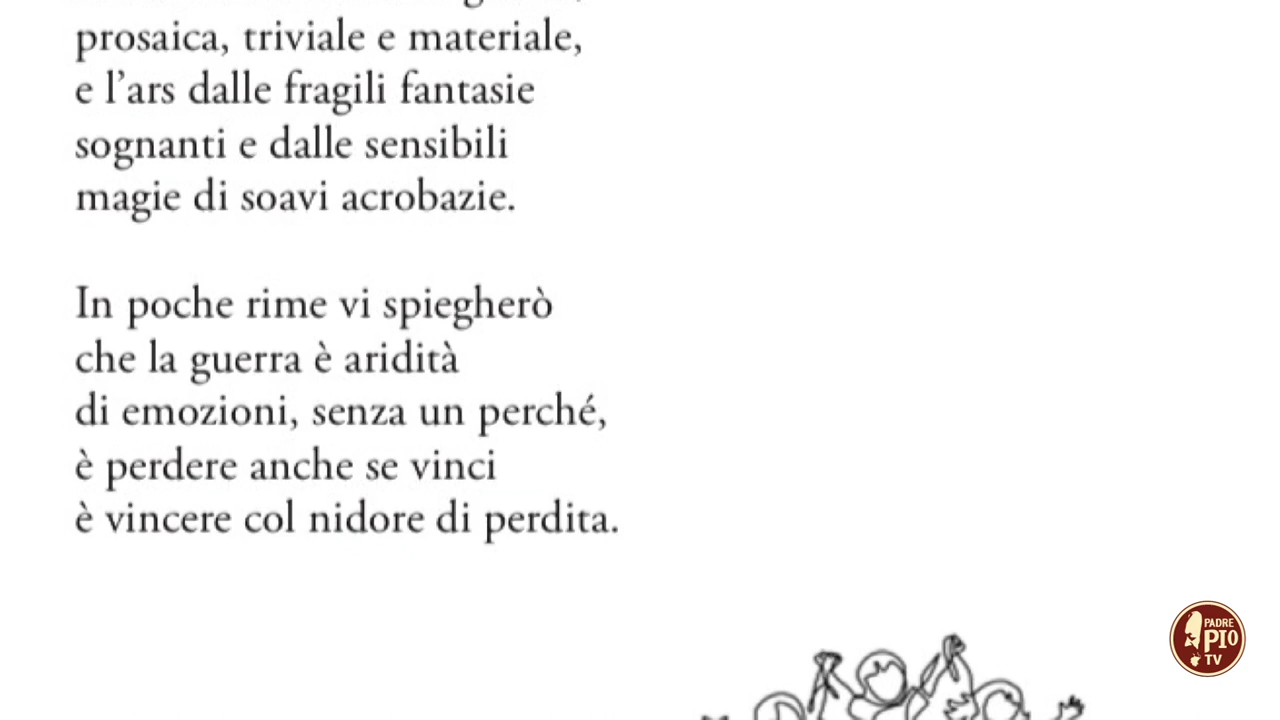 prosaica, triviale e materiale,
e l’ars dalle fragili fantasie
sognanti e dalle sensibili
magie di soavi acrobazie.
In poche rime vi spiegherò
che la guerra è aridità
di emozioni, senza un perché,
è perdere anche se vinci
è vincere col nidore di perdita.
PADRE
PIO
TV